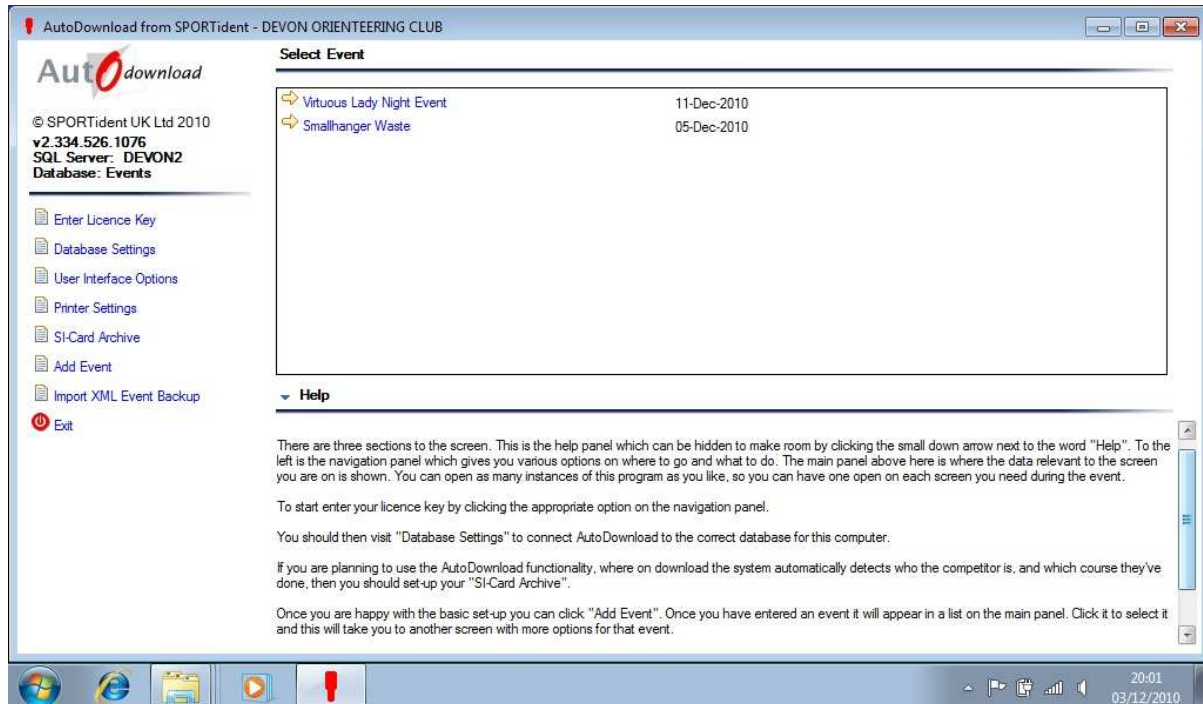 AutoDownload from SPORTident - DEVON ORIENTEERING CLUB
AutOdownload
© SPORTident UK Ltd 2010
v2.334.526.1076
SQL Server: DEVON2
Database: Events
Enter Licence Key
Database Settings
User Interface Options
Printer Settings
SI-Card Archive
Add Event
Import XML Event Backup
Exit
Select Event
Virtuous Lady Night Event 11-Dec-2010
Smallhanger Waste 05-Dec-2010
Help
There are three sections to the screen. This is the help panel which can be hidden to make room by clicking the small down arrow next to the word "Help". To the
left is the navigation panel which gives you various options on where to go and what to do. The main panel above here is where the data relevant to the screen
you are on is shown. You can open as many instances of this program as you like, so you can have one open on each screen you need during the event.
To start enter your licence key by clicking the appropriate option on the navigation panel.
You should then visit "Database Settings" to connect AutoDownload to the correct database for this computer.
If you are planning to use the AutoDownload functionality, where on download the system automatically detects who the competitor is, and which course they've
done, then you should set-up your "SI-Card Archive".
Once you are happy with the basic set-up you can click "Add Event". Once you have entered an event it will appear in a list on the main panel. Click it to select it
and this will take you to another screen with more options for that event.
20:01
03/12/2010